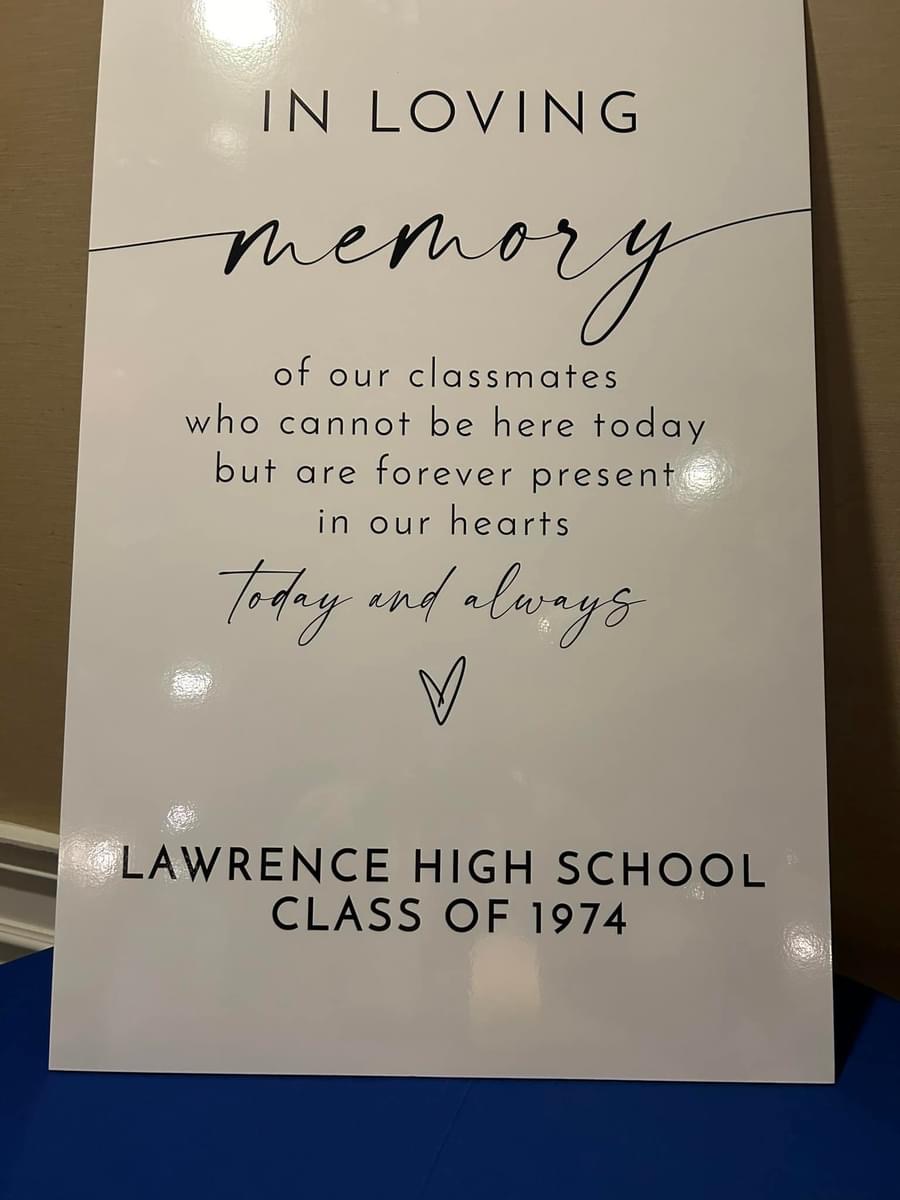 IN LOVING
memory
of our classmates
who cannot be here today
but are forever present
in our hearts
Today and always
LAWRENCE HIGH SCHOOL
CLASS OF 1974